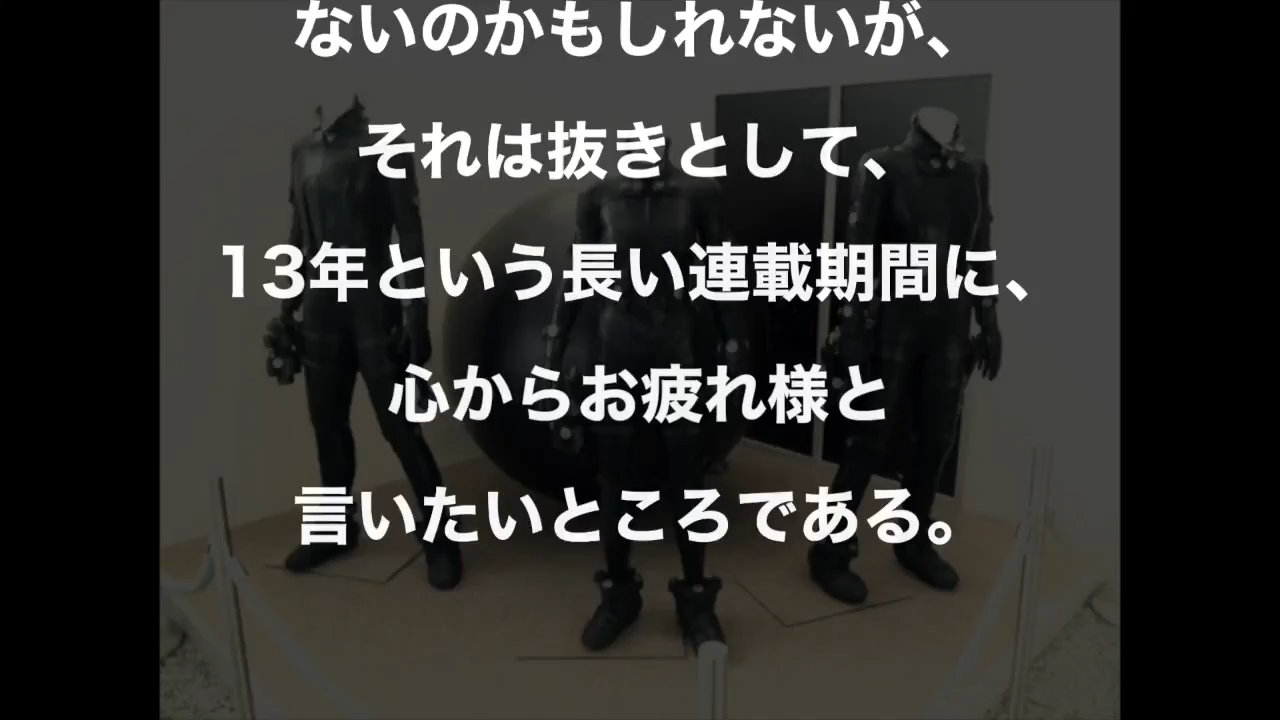 ないのかもしれないが、
それは抜きとして、
13年という長い連載期間に、
心からお疲れ様と
言いたいところである。